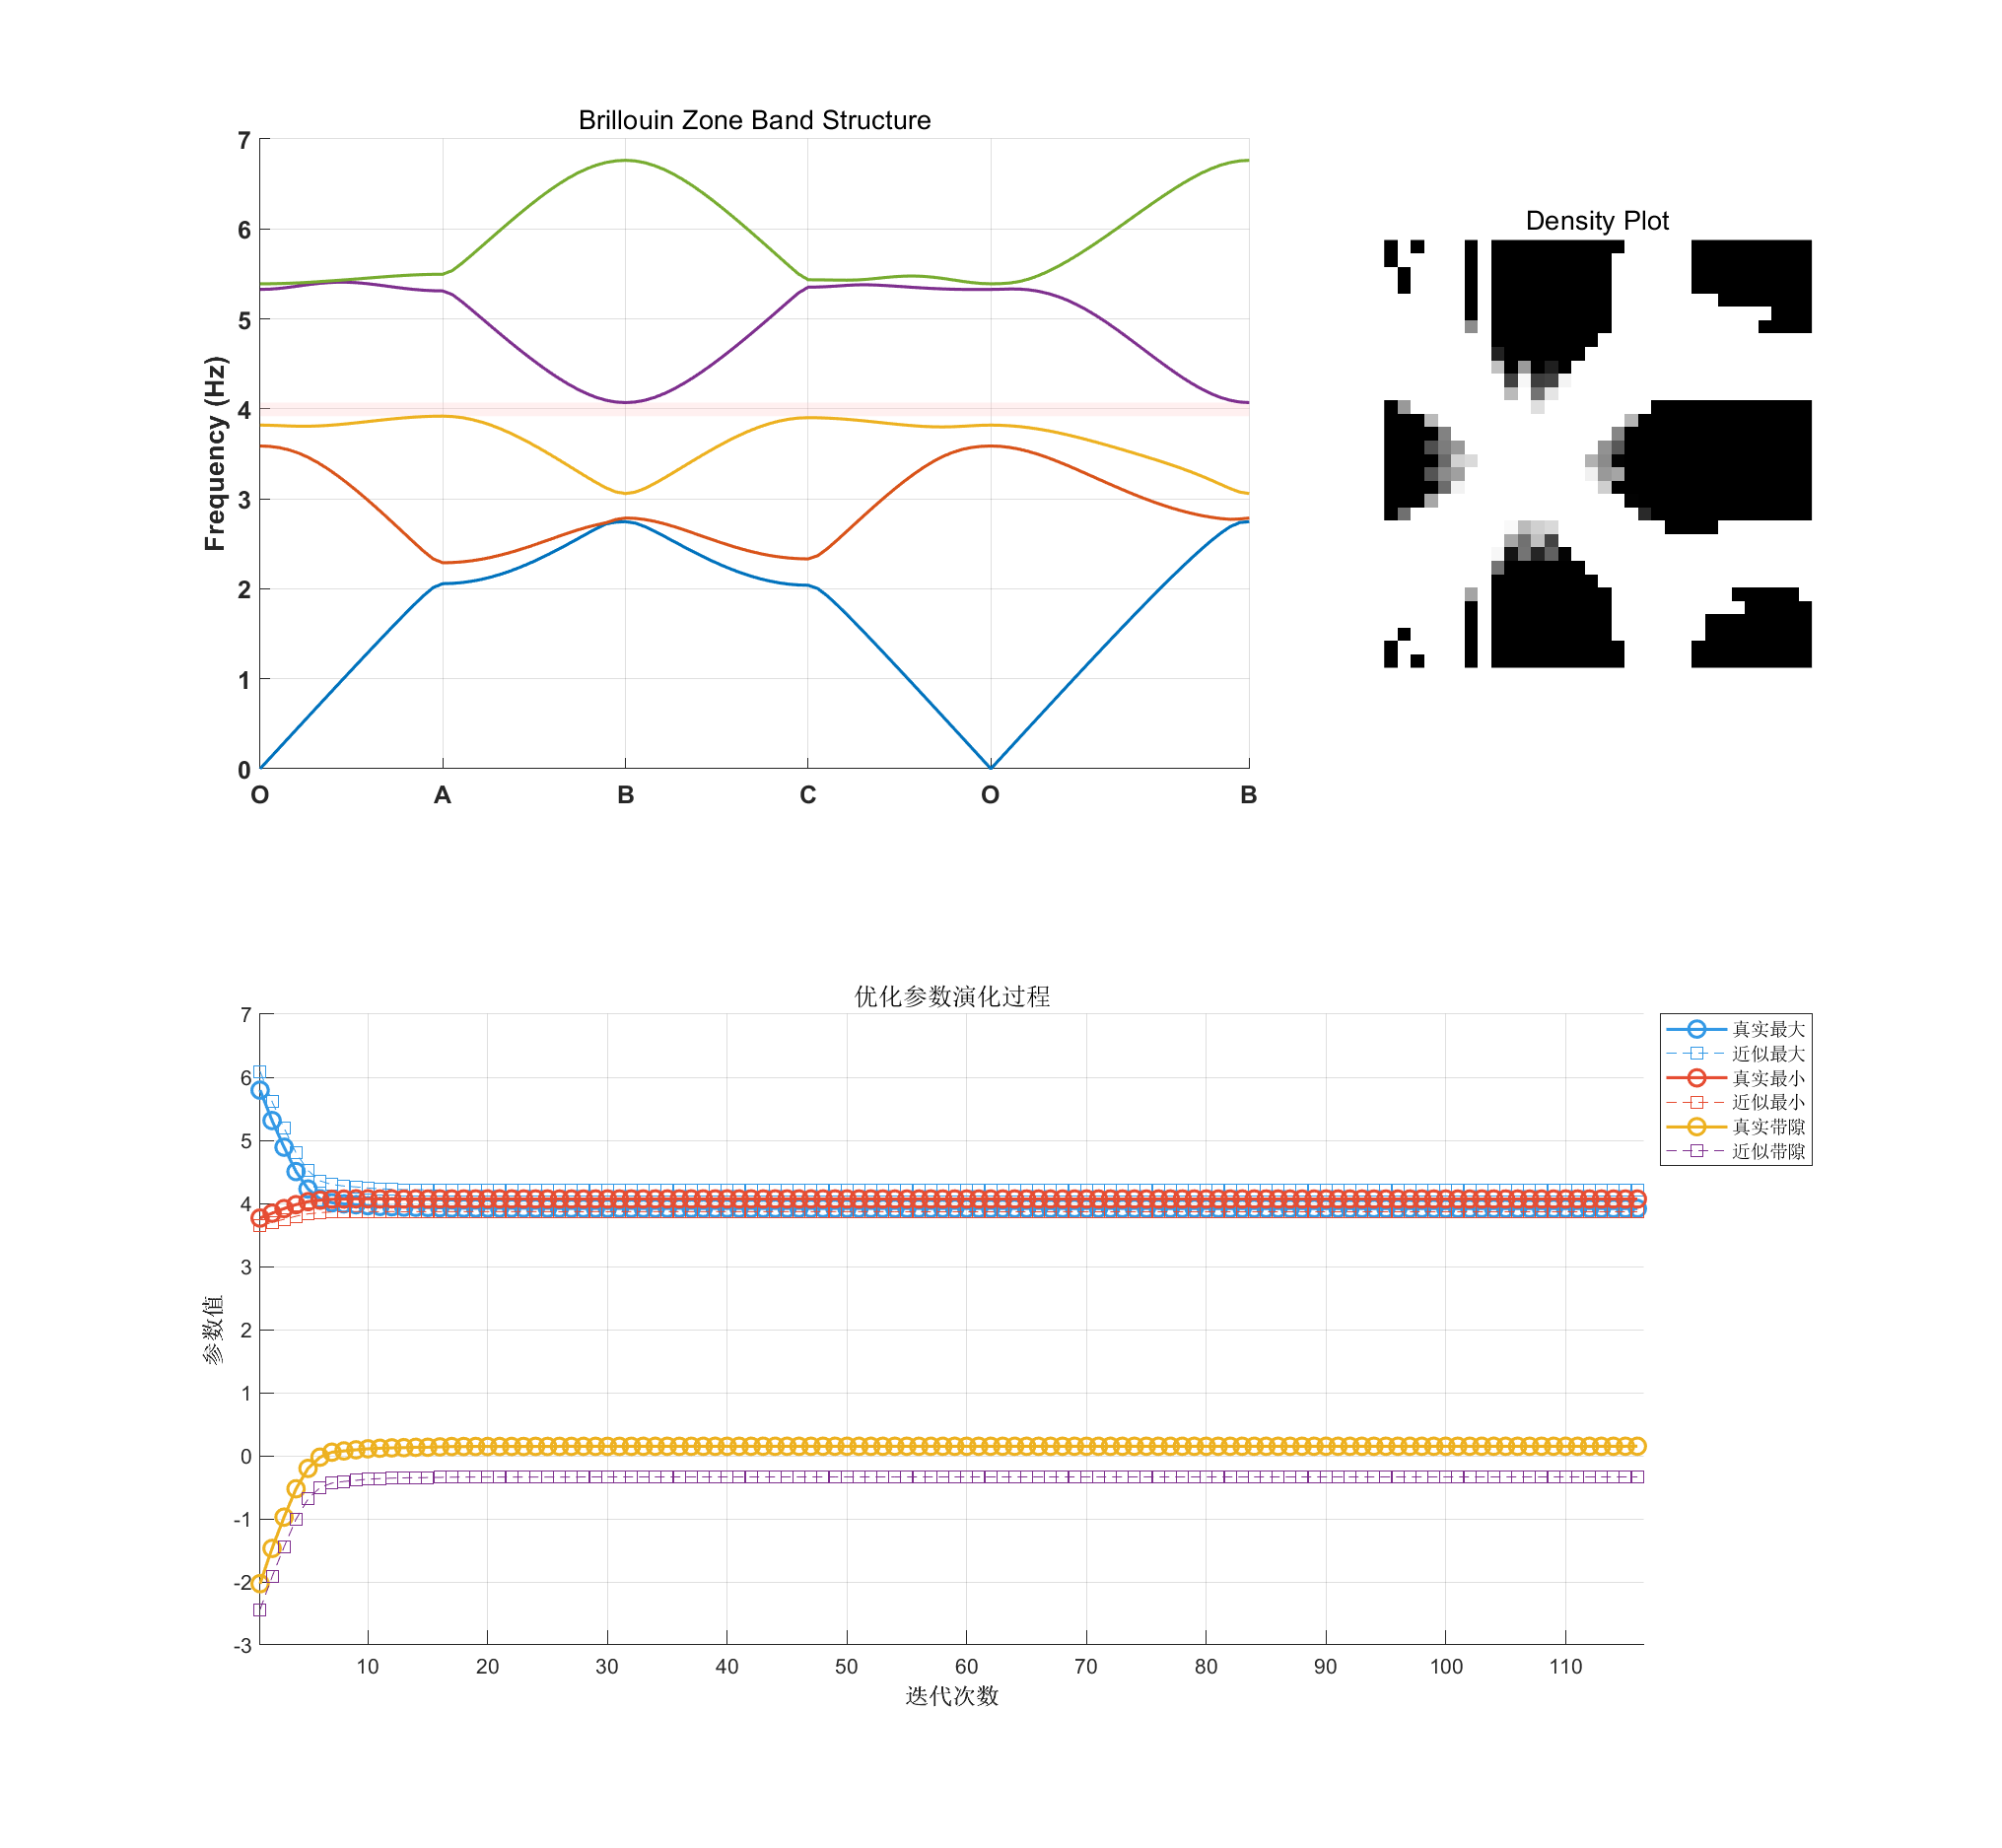 Brillouin Zone Band Structure
7
6
5
4
3
2
1
0
Frequency (Hz)
O A B C O B
Density Plot
优化参数演化过程
7
6
5
4
3
2
1
0
-1
-2
-3
参数值
10 20 30 40 50 60 70 80 90 100 110
迭代次数
真实最大
近似最大
真实最小
近似最小
真实带隙
近似带隙